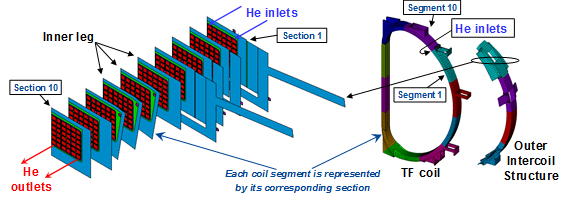 He inlets
Section 1
Inner leg
Section 10
He
outlets
Each coil segment is represented
by its corresponding section
Segment 10
He inlets
Segment 1
TF coil
Outer
Intercoil
Structure